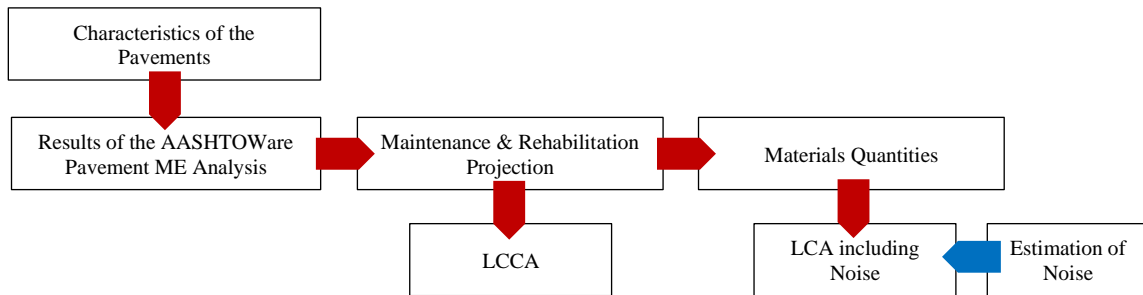 Characteristics of the
Pavements
Results of the AASHTOWare
Pavement ME Analysis
Maintenance & Rehabilitation
Projection
Materials Quantities
LCCA
LCA including
Noise
Estimation of
Noise